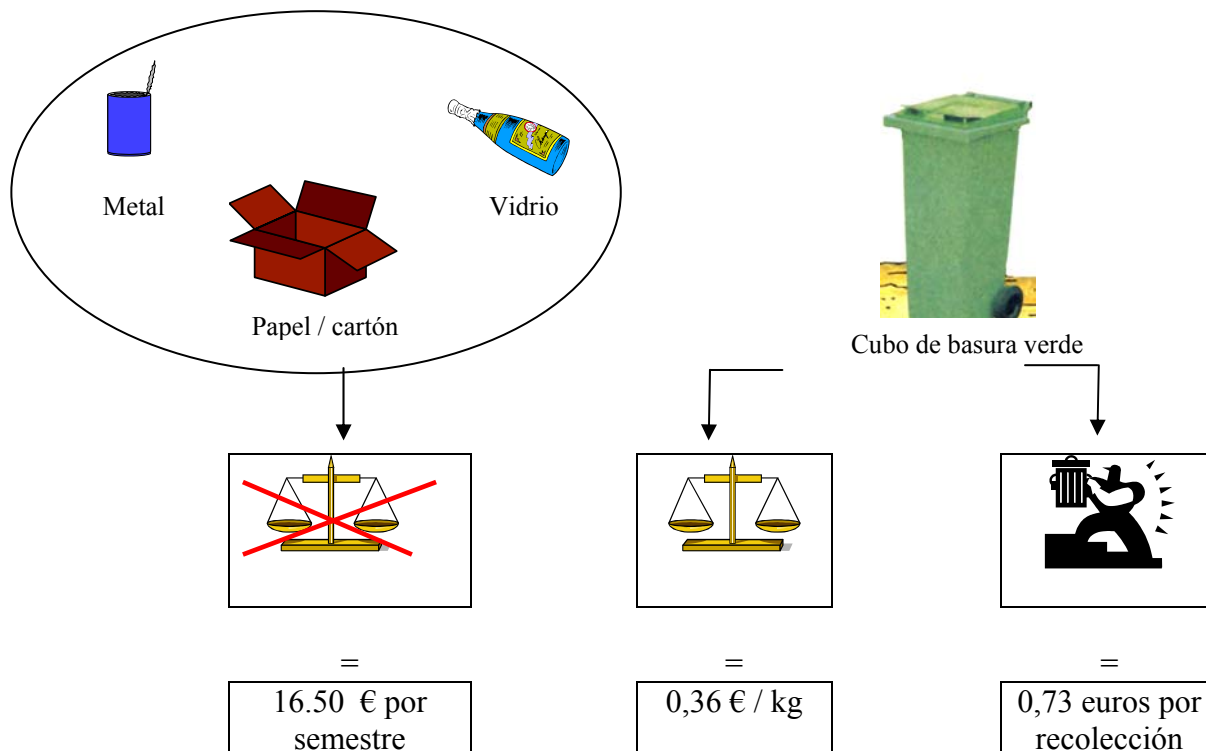 Metal
Vidrio
Papel / cartón
Cubo de basura verde
=
=
=
16.50 € por
semestre
0,36 € / kg
0,73 euros por
recolección